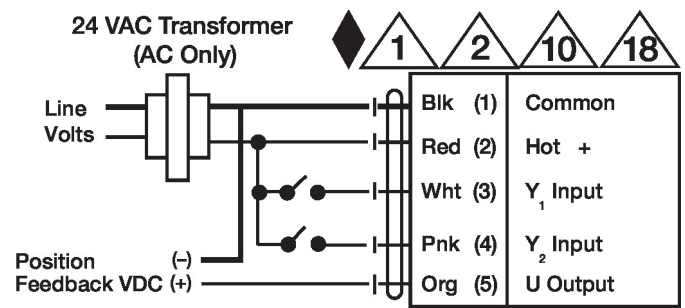 24 VAC Transformer
(AC Only)
1 2 10 18
Line
Volts
Blk (1) Common
Red (2) Hot +
Wht (3) Y1 Input
Pnk (4) Y2 Input
Position (–)
Feedback VDC (+)
Org (5) U Output